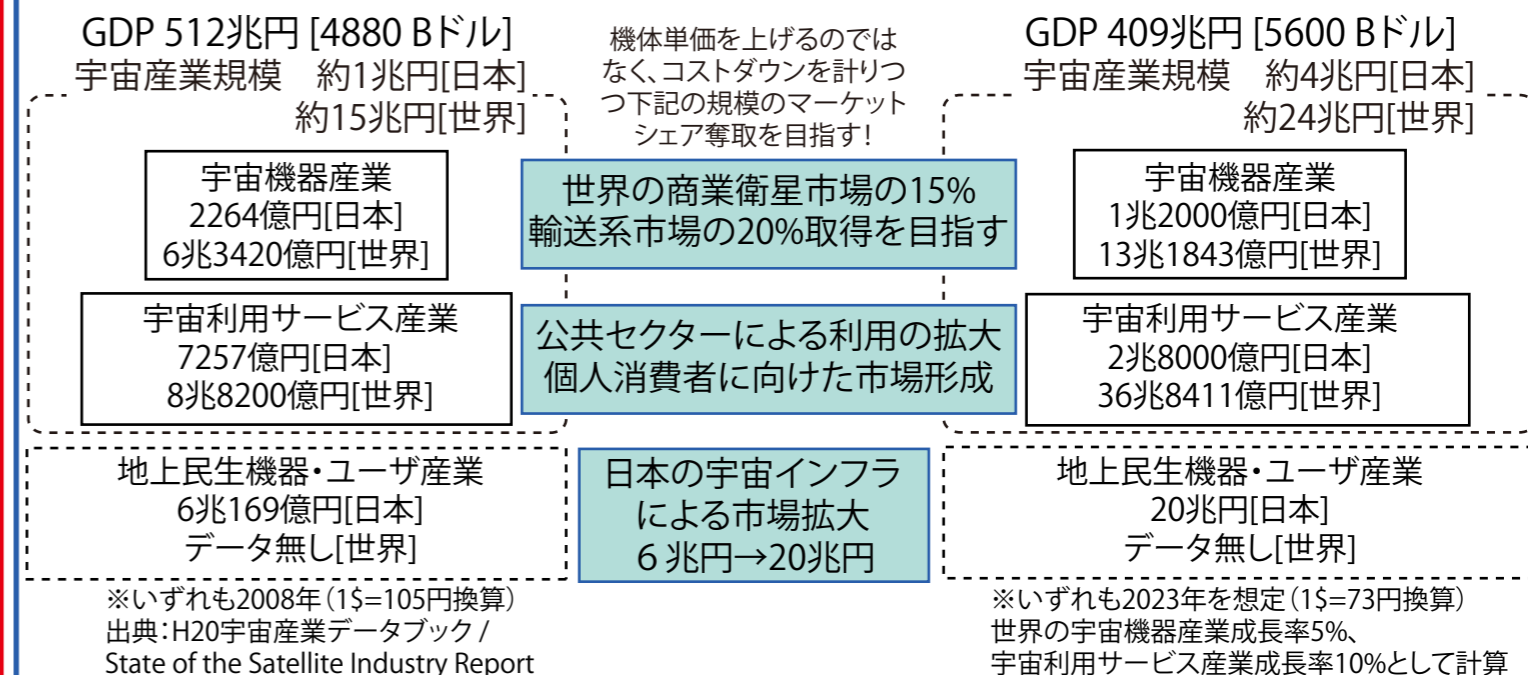 GDP 512兆円 [4880 Bドル]
宇宙産業規模　約1兆円[日本]
約15兆円[世界]
宇宙機器産業
2264億円[日本]
6兆3420億円[世界]
宇宙利用サービス産業
7257億円[日本]
8兆8200億円[世界]
地上民生機器・ユーザ産業
6兆169億円[日本]
データ無し[世界]
※いずれも2008年（1$=105円換算）
出典：H20宇宙産業データブック /
State of the Satellite Industry Report
機体単価を上げるのでは
なく、コストダウンを計りつ
つ下記の規模のマーケット
シェア奪取を目指す！
世界の商業衛星市場の15%
輸送系市場の20%取得を目指す
公共セクターによる利用の拡大
個人消費者に向けた市場形成
日本の宇宙インフラ
による市場拡大
６兆円→20兆円
GDP 409兆円 [5600 Bドル]
宇宙産業規模　約4兆円[日本]
約24兆円[世界]
宇宙機器産業
1兆2000億円[日本]
13兆1843億円[世界]
宇宙利用サービス産業
2兆8000億円[日本]
36兆8411億円[世界]
地上民生機器・ユーザ産業
20兆円[日本]
データ無し[世界]
※いずれも2023年を想定（1$=73円換算）
世界の宇宙機器産業成長率5%、
宇宙利用サービス産業成長率10%として計算